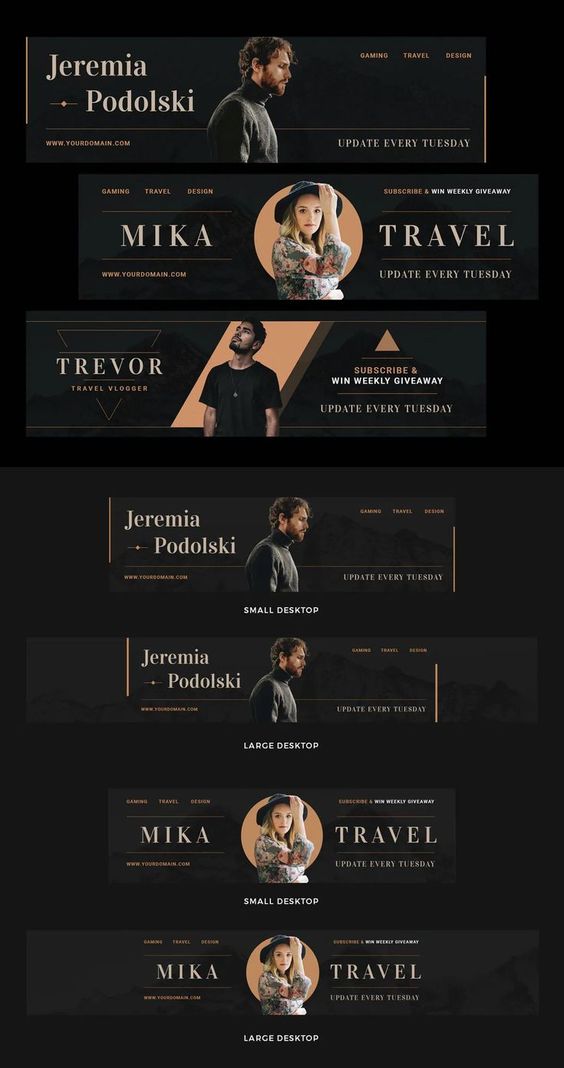 Jeremia
Podolski
GAMING TRAVEL DESIGN
WWW.YOURDOMAIN.COM
UPDATE EVERY TUESDAY
GAMING TRAVEL DESIGN
SUBSCRIBE & WIN WEEKLY GIVEAWAY
MIKA TRAVEL
WWW.YOURDOMAIN.COM
UPDATE EVERY TUESDAY
TREVOR
TRAVEL VLOGGER
SUBSCRIBE &
WIN WEEKLY GIVEAWAY
UPDATE EVERY TUESDAY
Jeremia
Podolski
GAMING TRAVEL DESIGN
WWW.YOURDOMAIN.COM
UPDATE EVERY TUESDAY
SMALL DESKTOP
Jeremia
Podolski
GAMING TRAVEL DESIGN
WWW.YOURDOMAIN.COM
UPDATE EVERY TUESDAY
LARGE DESKTOP
GAMING TRAVEL DESIGN
SUBSCRIBE & WIN WEEKLY GIVEAWAY
MIKA TRAVEL
WWW.YOURDOMAIN.COM
UPDATE EVERY TUESDAY
SMALL DESKTOP
GAMING TRAVEL DESIGN
SUBSCRIBE & WIN WEEKLY GIVEAWAY
MIKA TRAVEL
WWW.YOURDOMAIN.COM
UPDATE EVERY TUESDAY
LARGE DESKTOP